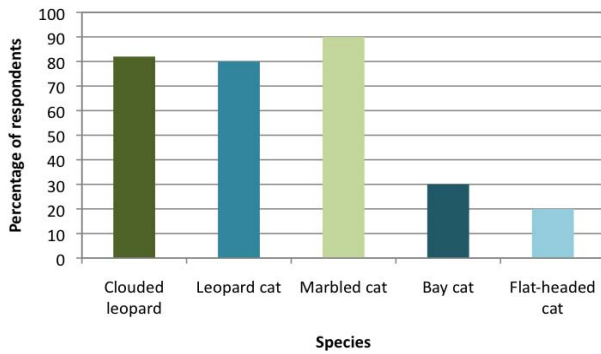 100
90
80
70
60
50
40
30
20
10
0
Percentage of respondents
Clouded leopard
Leopard cat
Marbled cat
Bay cat
Flat-headed cat
Species